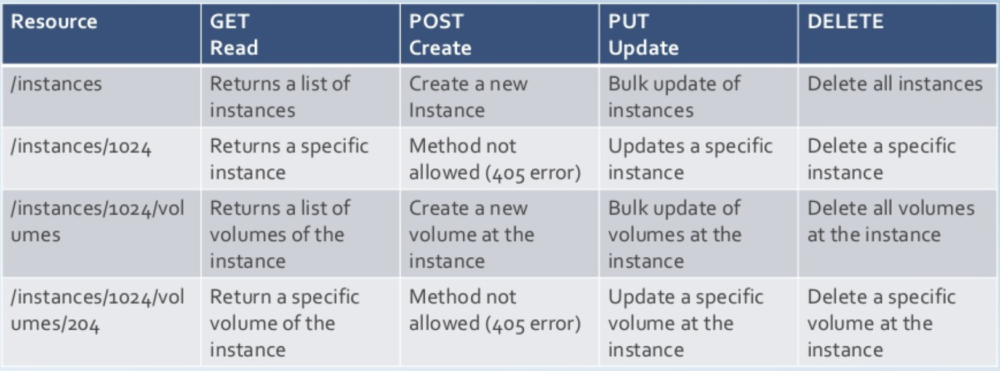 Resource
GET
Read
POST
Create
PUT
Update
DELETE
/instances
Returns a list of
instances
Create a new
Instance
Bulk update of
instances
Delete all instances
/instances/1024
Returns a specific
instance
Method not
allowed (405 error)
Updates a specific
instance
Delete a specific
instance
/instances/1024/vol
umes
Returns a list of
volumes of the
instance
Create a new
volume at the
instance
Bulk update of
volumes at the
instance
Delete all volumes
at the instance
/instances/1024/vol
umes/204
Return a specific
volume of the
instance
Method not
allowed (405 error)
Update a specific
volume at the
instance
Delete a specific
volume at the
instance